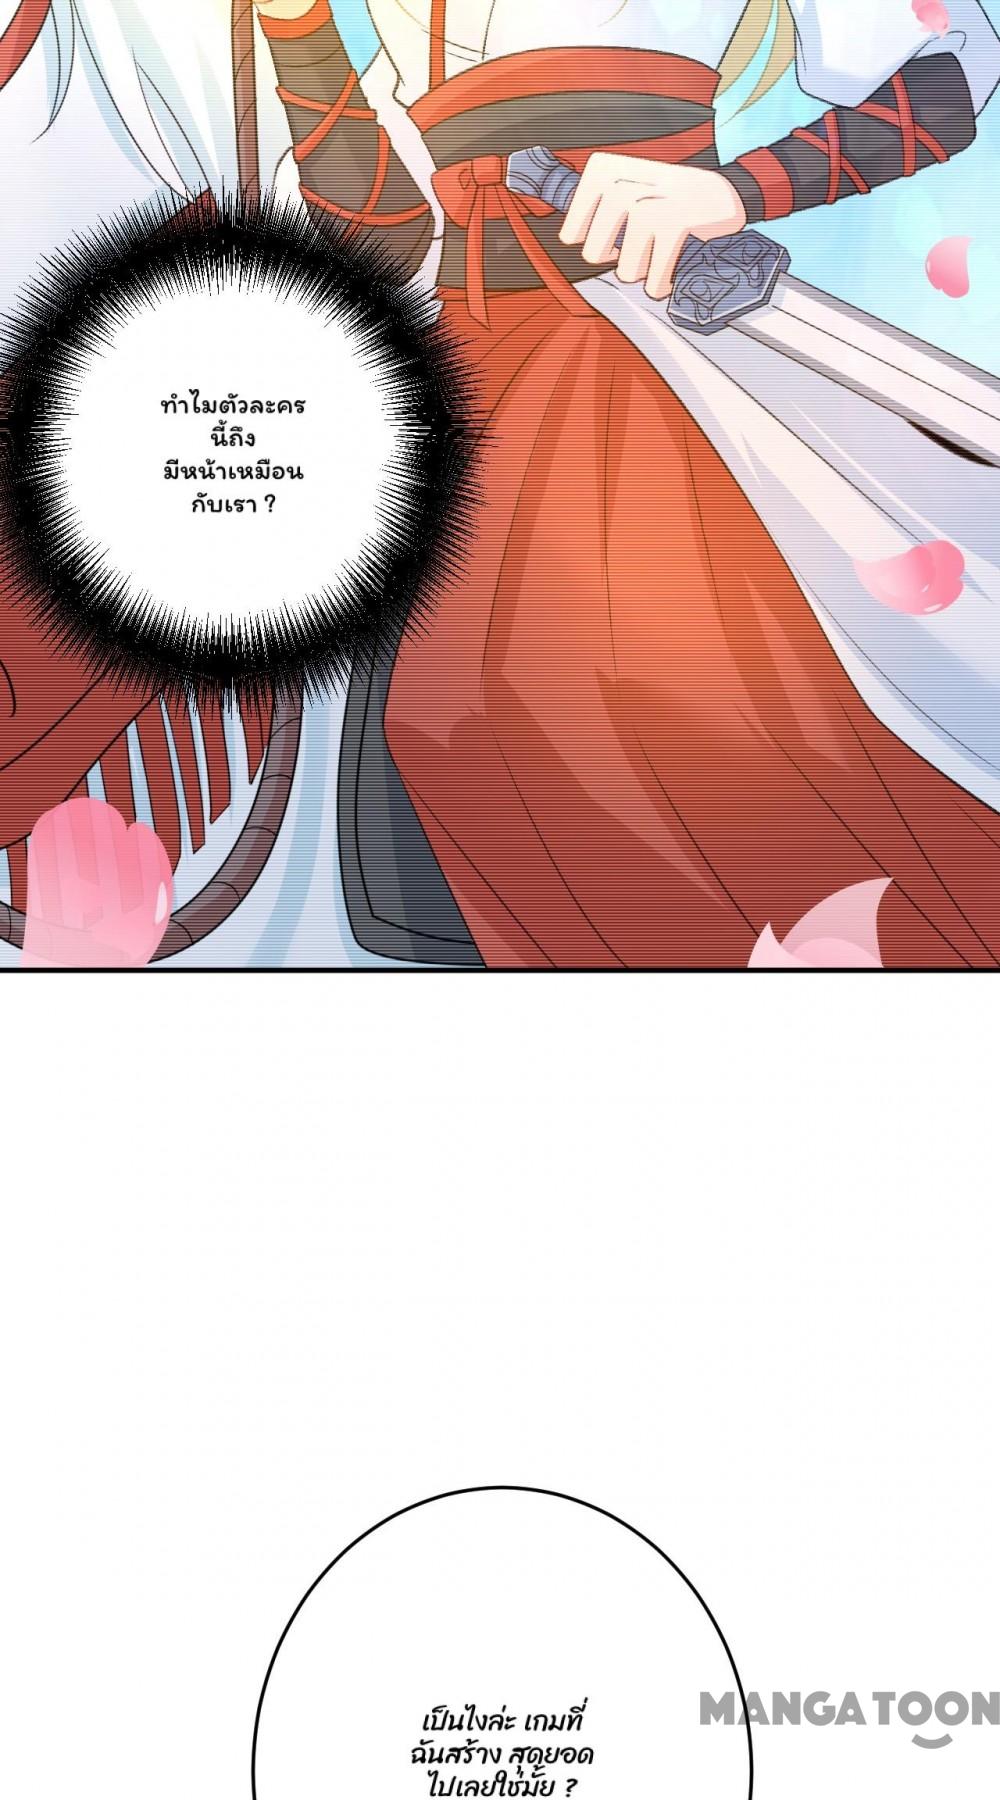 ทำไมตัวละคร
นี้ถึง
มีหน้าเหมือน
กับเรา ?
MANGATOON
เป็นไงล่ะ เกมที่
ฉันสร้าง สุดยอด
ไปเลยใช่มั้ย ?